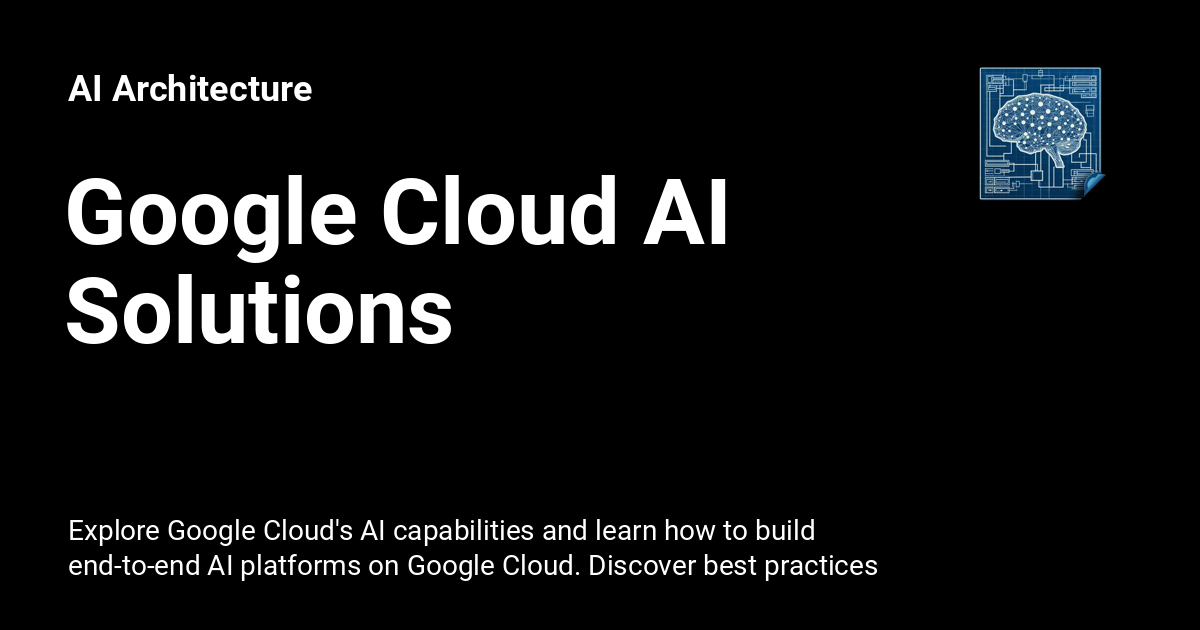 AI Architecture
Google Cloud AI
Solutions
Explore Google Cloud's AI capabilities and learn how to build
end-to-end AI platforms on Google Cloud. Discover best practices